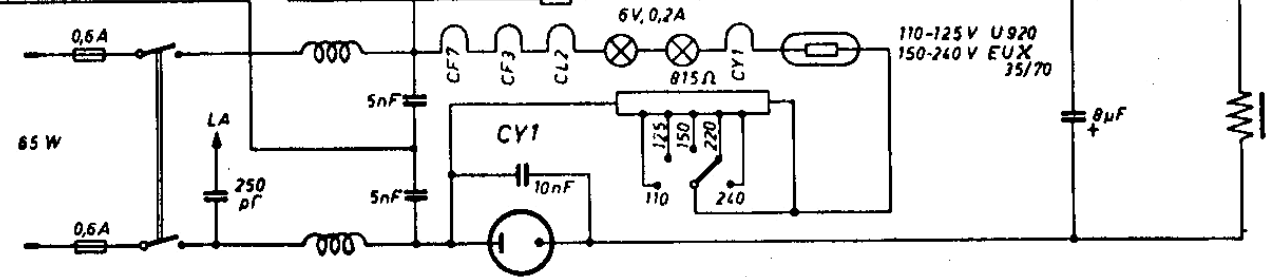 6V, 0,2A
0,6A
110-125 V U920
150-240 V EUX
35/70
CF7
CF3
CL2
CY1
815Ω
5nF
8µF
+
LA
CY1
125
150
220
65 W
250
pF
5nF
10nF
110
240
0,6A